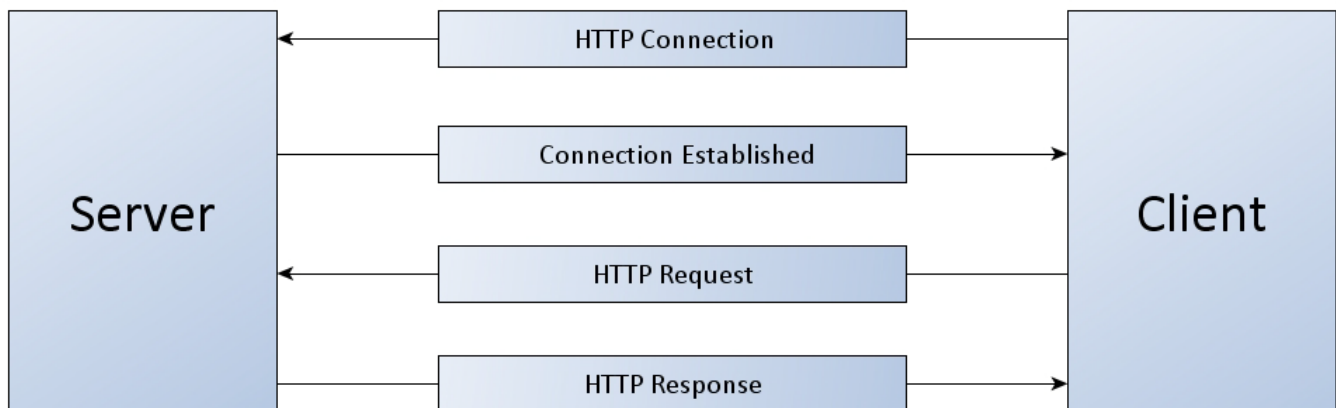 HTTP Connection
Connection Established
Server
Client
HTTP Request
HTTP Response